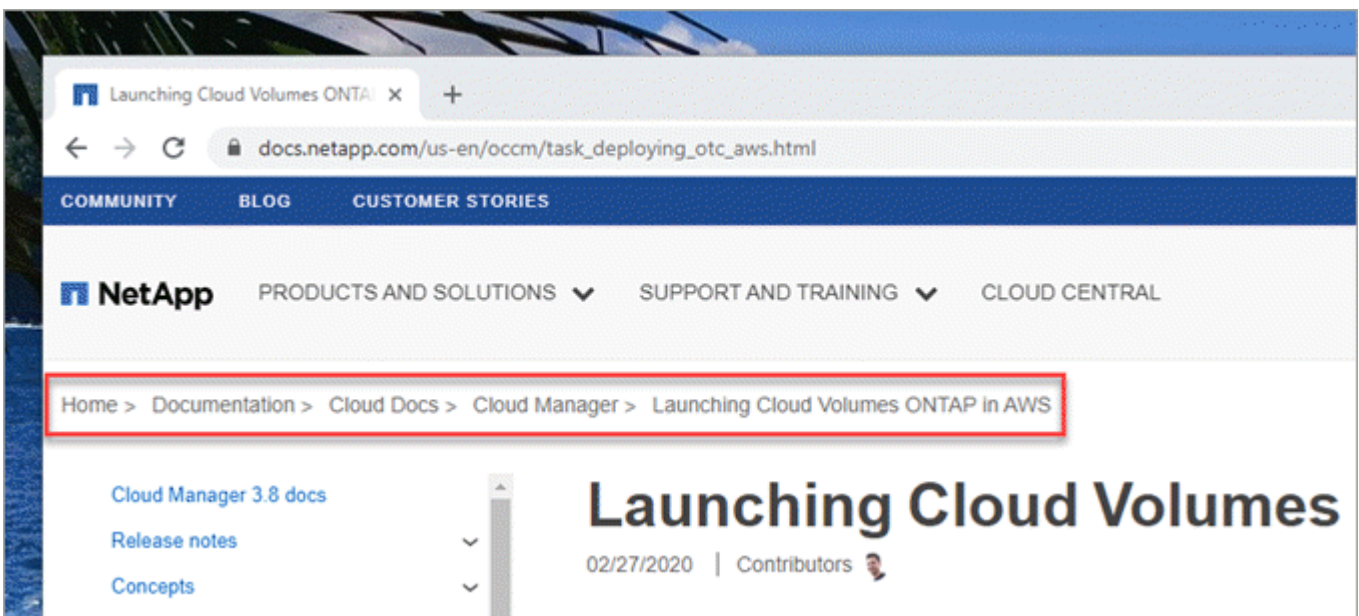 Launching Cloud Volumes ONTA
docs.netapp.com/us-en/occm/task_deploying_otc_aws.html
COMMUNITY BLOG CUSTOMER STORIES
NetApp PRODUCTS AND SOLUTIONS SUPPORT AND TRAINING CLOUD CENTRAL
Home > Documentation > Cloud Docs > Cloud Manager > Launching Cloud Volumes ONTAP in AWS
Cloud Manager 3.8 docs
Release notes
Concepts
Launching Cloud Volumes
02/27/2020 | Contributors